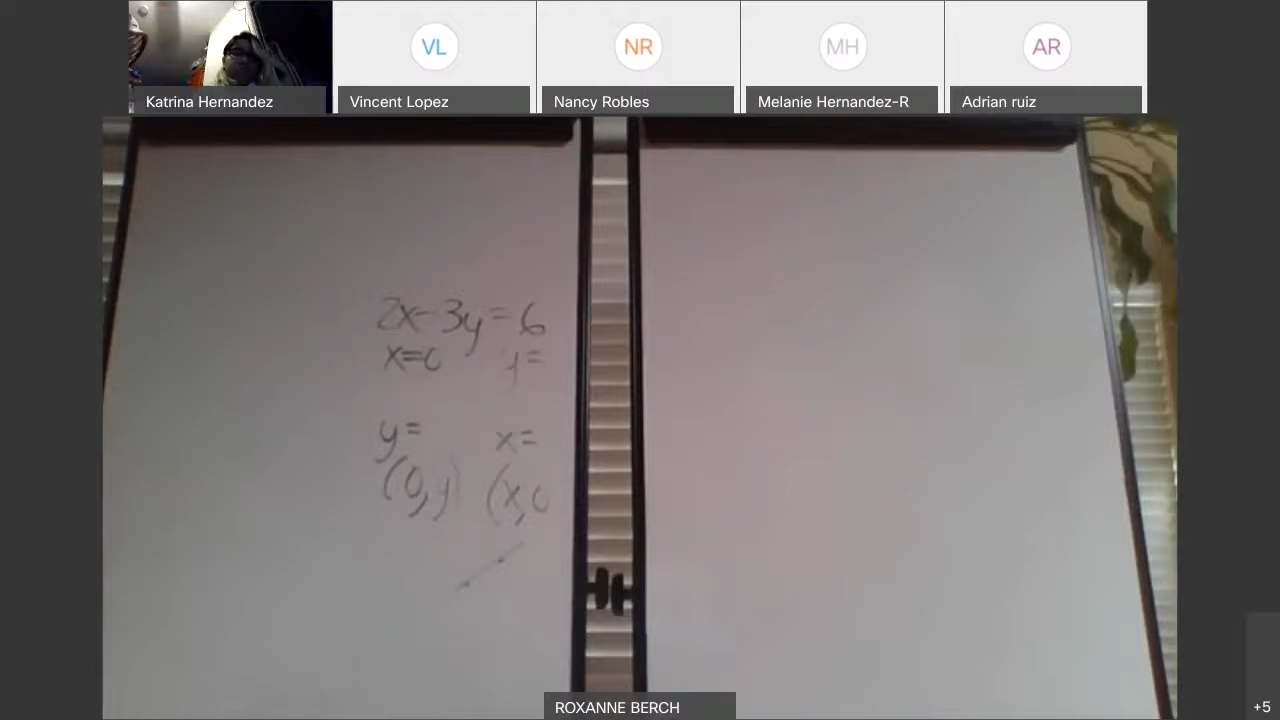 VL
NR
MH
AR
Katrina Hernandez
Vincent Lopez
Nancy Robles
Melanie Hernandez-R
Adrian ruiz
2x-3y=6
x=0 y=
y= x=
(0,y) (x,0
ROXANNE BERCH
+5